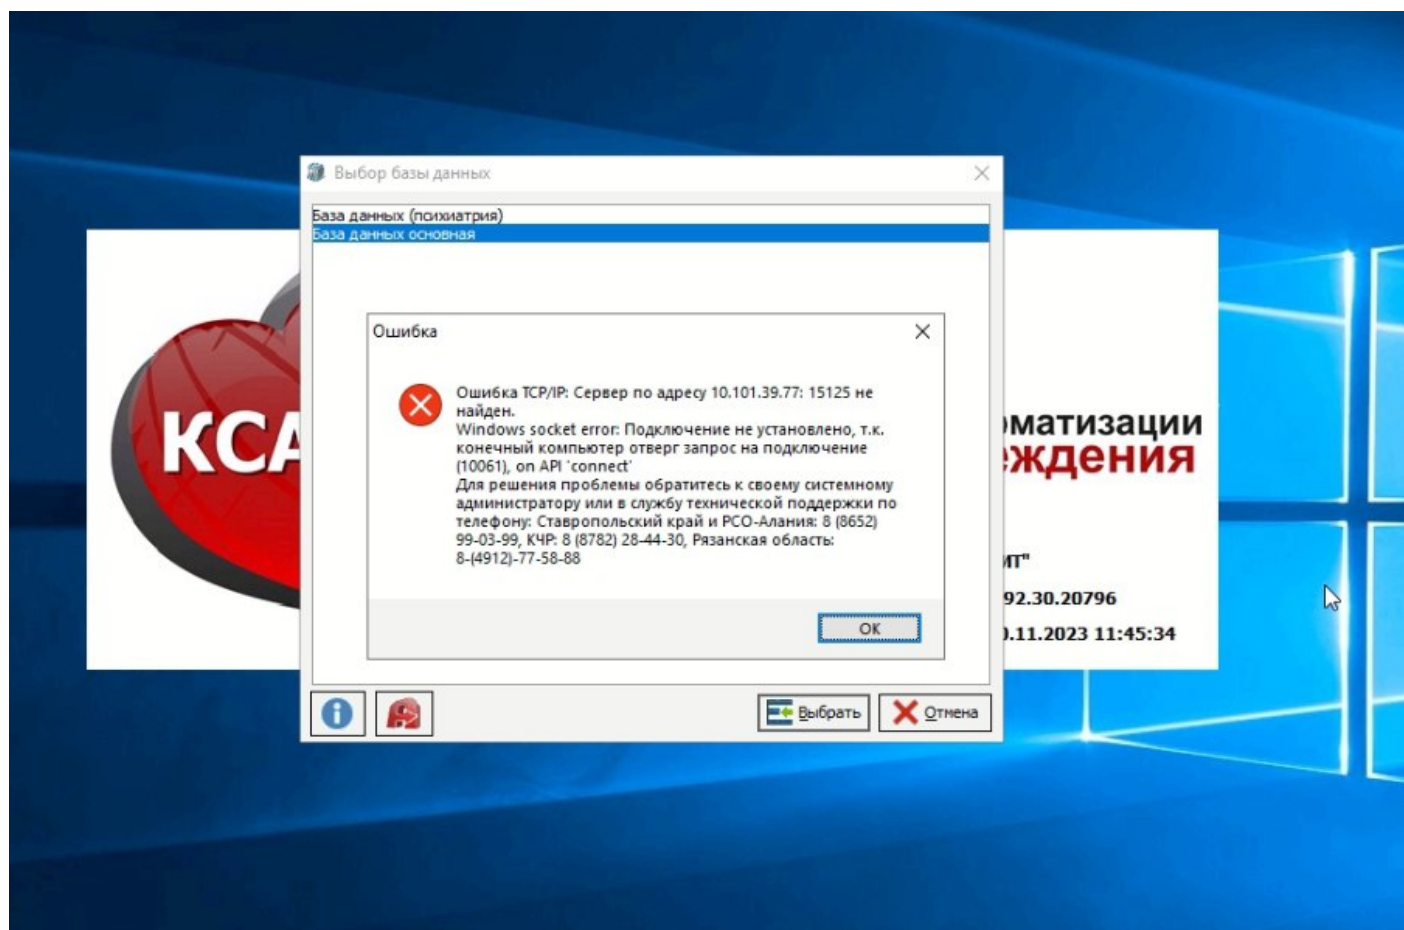 Выбор базы данных
База данных (психиатрия)
База данных основная
Ошибка
Ошибка TCP/IP: Сервер по адресу 10.101.39.77: 15125 не
найден.
Windows socket error: Подключение не установлено, т.к.
конечный компьютер отверг запрос на подключение
(10061), on API 'connect'
Для решения проблемы обратитесь к своему системному
администратору или в службу технической поддержки по
телефону: Ставропольский край и РСО-Алания: 8 (8652)
99-03-99, КЧР: 8 (8782) 28-44-30, Рязанская область:
8-(4912)-77-58-88
OK
Выбрать
Отмена
КСА
матизации
ждения
ИТ"
92.30.20796
.11.2023 11:45:34